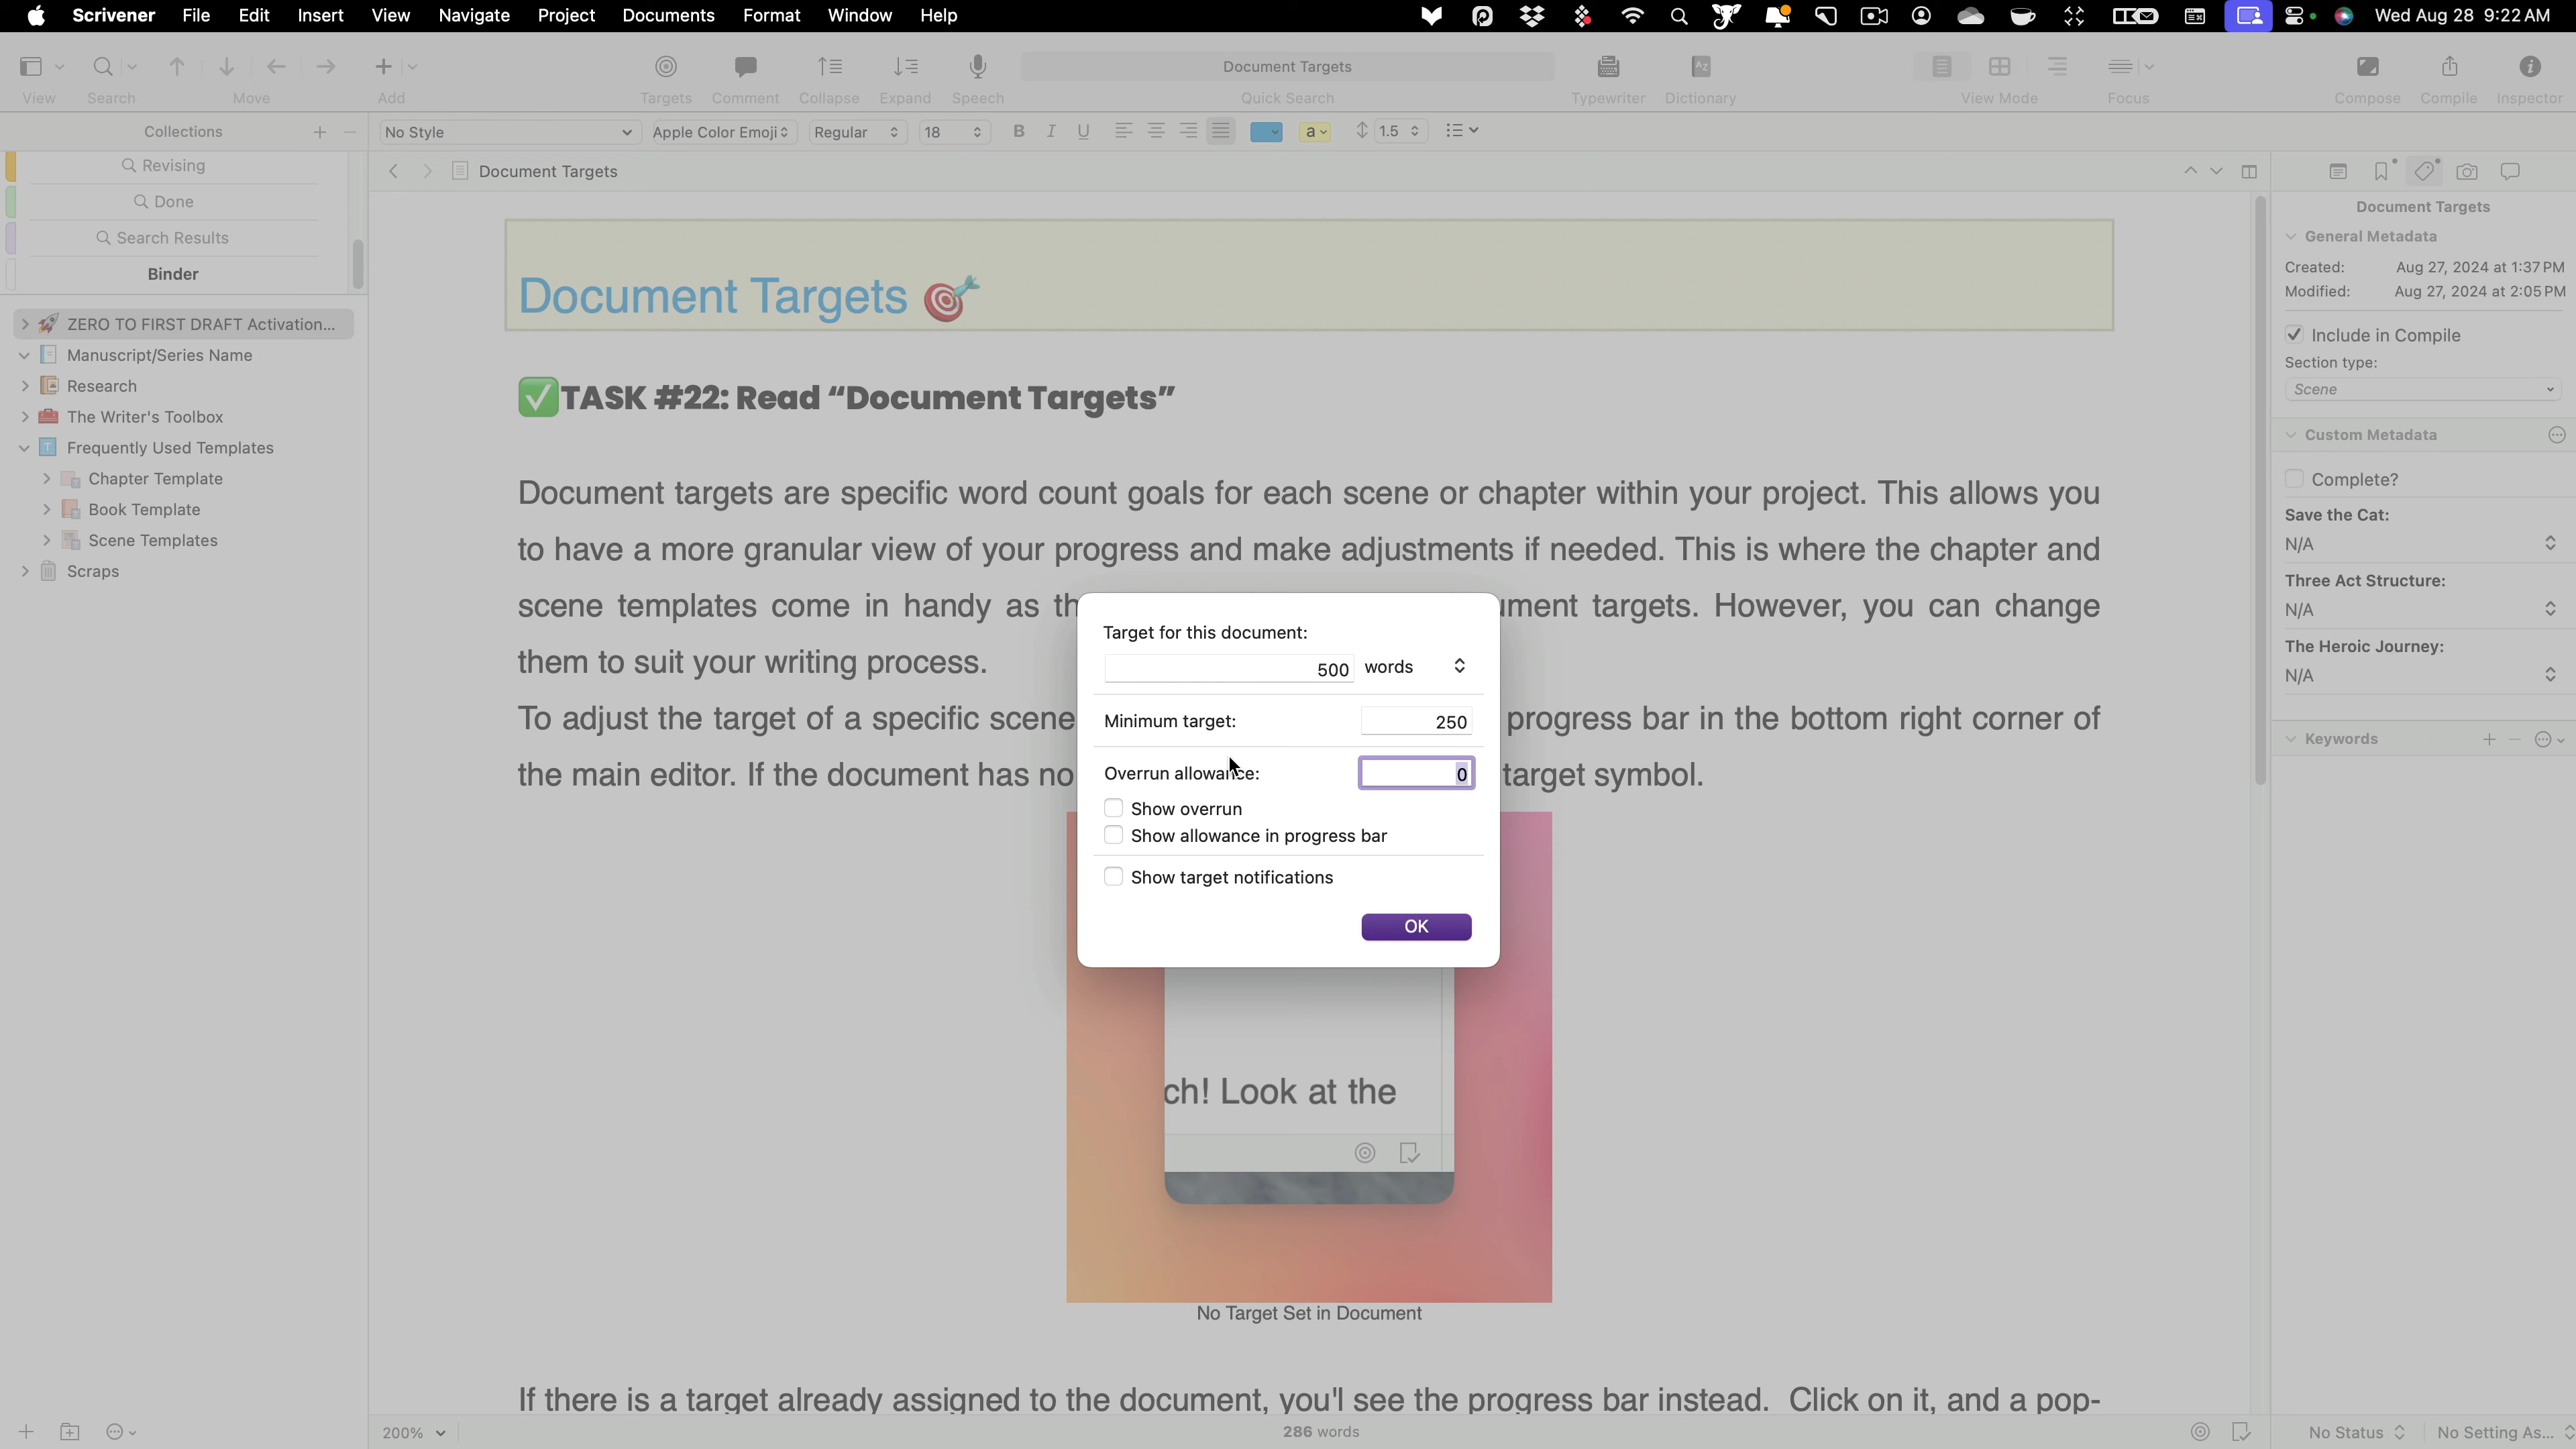 Scrivener File Edit Insert View Navigate Project Documents Format Window Help Wed Aug 28 9:22 AM
Document Targets
View Search Move Add Targets Comment Collapse Expand Speech Quick Search Typewriter Dictionary View Mode Focus Compose Compile Inspector
Collections
No Style Apple Color Emoji Regular 18 B I U a 1.5
Revising
Done
Search Results
Binder
ZERO TO FIRST DRAFT Activation...
Manuscript/Series Name
Research
The Writer's Toolbox
Frequently Used Templates
Chapter Template
Book Template
Scene Templates
Scraps
Document Targets
Document Targets 🎯
✅TASK #22: Read “Document Targets”
Document targets are specific word count goals for each scene or chapter within your project. This allows you
to have a more granular view of your progress and make adjustments if needed. This is where the chapter and
scene templates come in handy as th ument targets. However, you can change
them to suit your writing process.
To adjust the target of a specific scene progress bar in the bottom right corner of
the main editor. If the document has no target symbol.
Target for this document:
500 words
Minimum target: 250
Overrun allowance: 0
Show overrun
Show allowance in progress bar
Show target notifications
OK
ch! Look at the
No Target Set in Document
If there is a target already assigned to the document, you'll see the progress bar instead. Click on it, and a pop-
200% 286 words
Document Targets
General Metadata
Created: Aug 27, 2024 at 1:37 PM
Modified: Aug 27, 2024 at 2:05 PM
Include in Compile
Section type:
Scene
Custom Metadata
Complete?
Save the Cat:
N/A
Three Act Structure:
N/A
The Heroic Journey:
N/A
Keywords
No Status No Setting As...